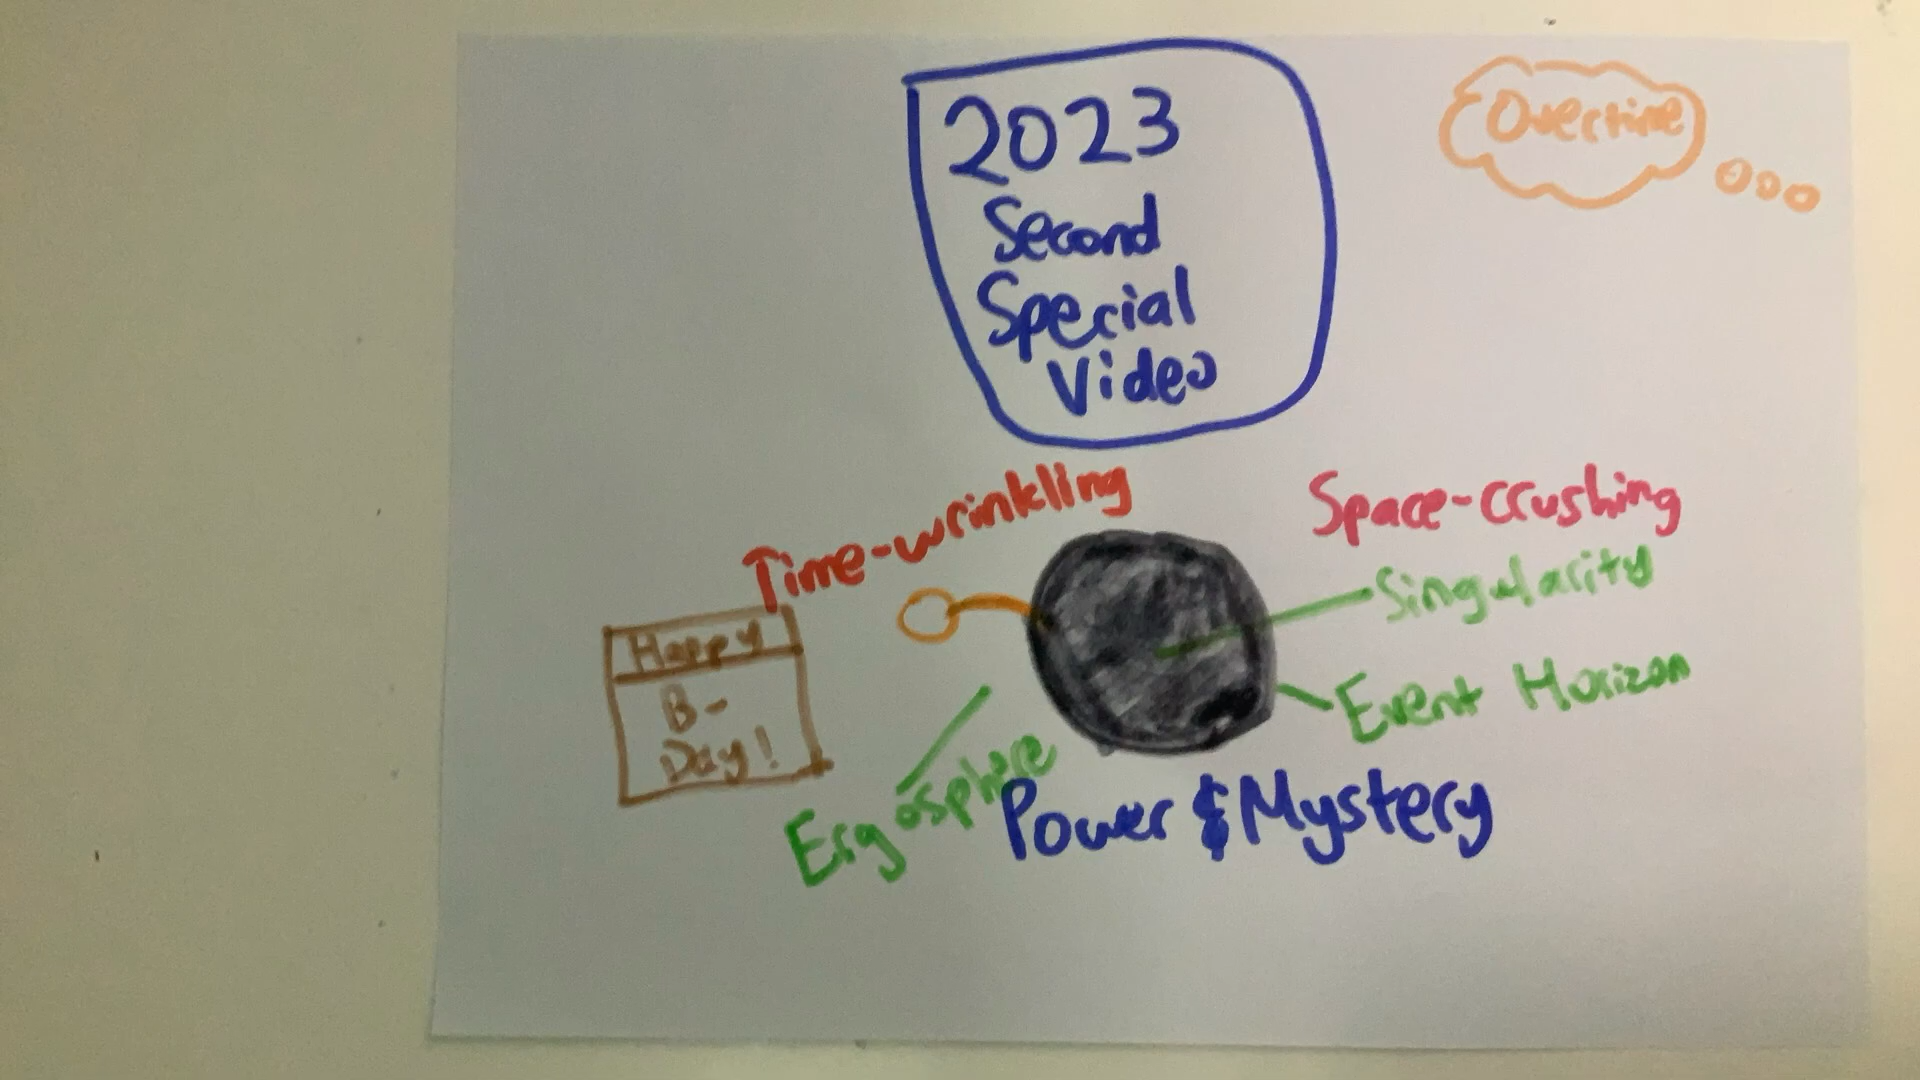 2023
Second
Special
Video
Overtime
Time-wrinkling
Space-crushing
Singularity
Happy
B-
Day!
Event Horizon
Ergosphere
Power & Mystery